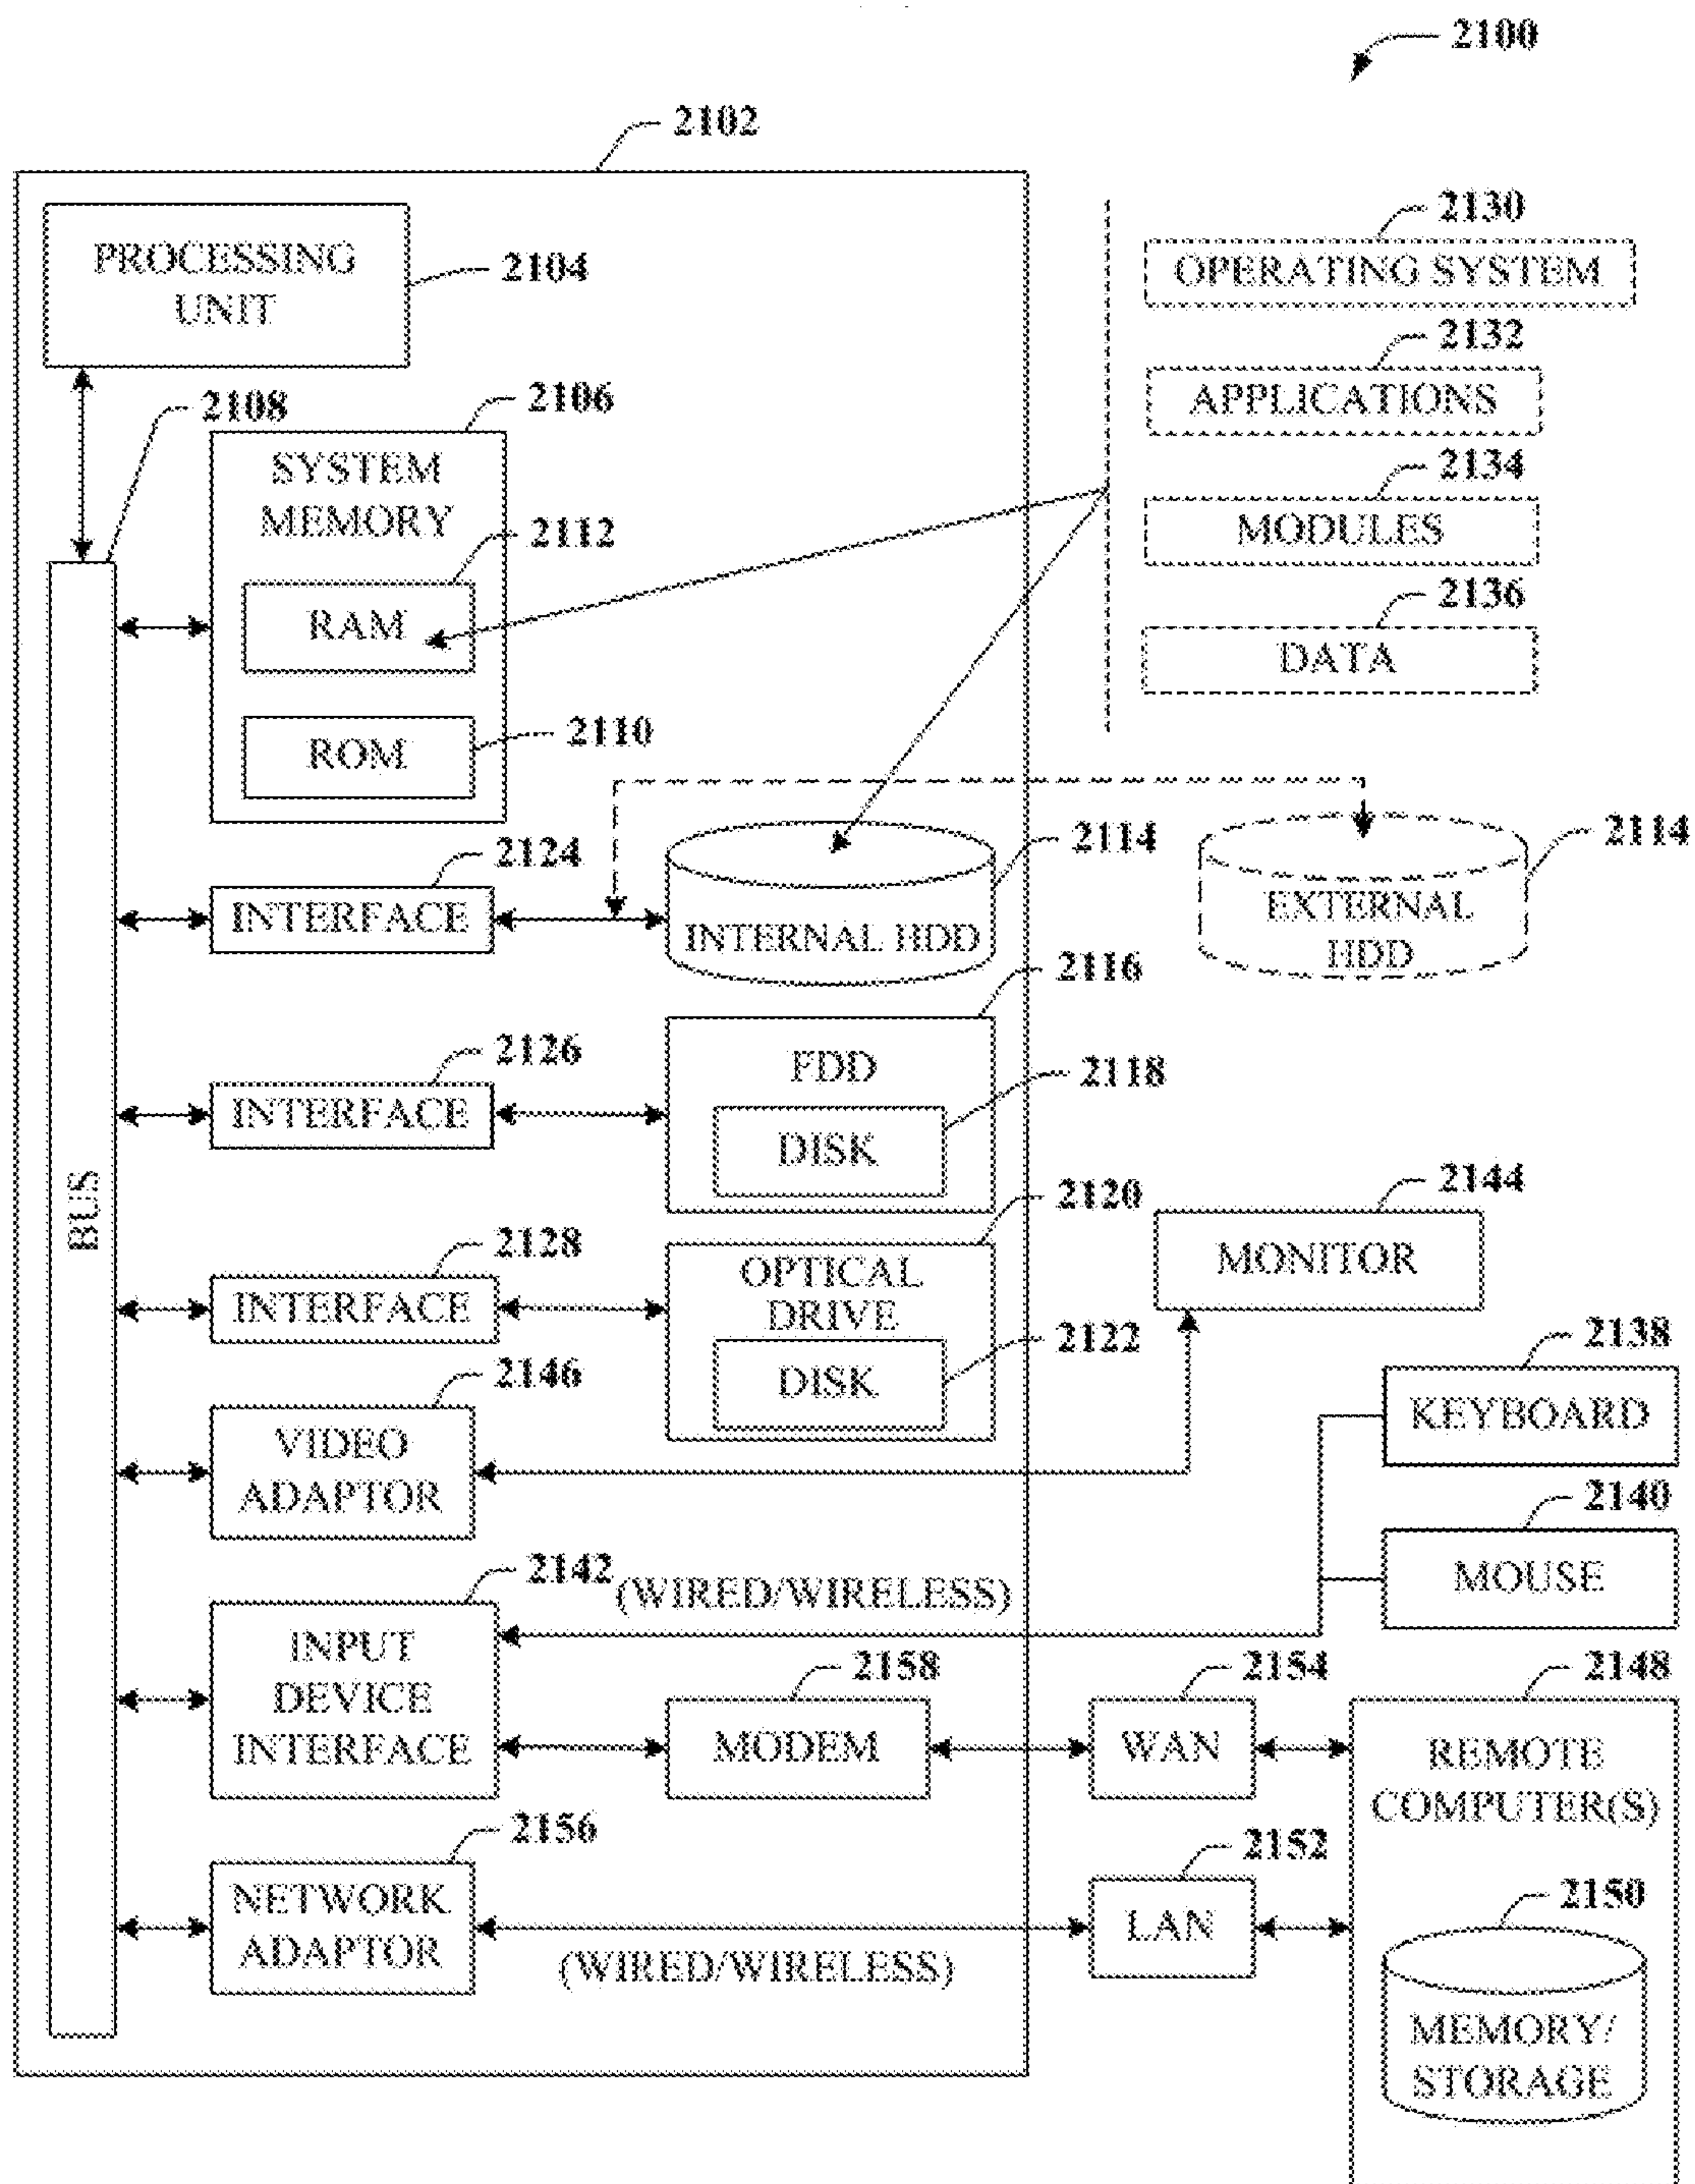 2100
2102
PROCESSING
UNIT
2104
2108
2106
SYSTEM
MEMORY
2112
RAM
ROM
2110
2130
OPERATING SYSTEM
2132
APPLICATIONS
2134
MODULES
2136
DATA
BUS
2124
INTERFACE
INTERNAL HDD
2114
EXTERNAL
HDD
2114
2126
INTERFACE
2116
FDD
2118
DISK
2128
INTERFACE
2120
OPTICAL
DRIVE
2122
DISK
2144
MONITOR
2146
VIDEO
ADAPTOR
2138
KEYBOARD
2140
MOUSE
2142
(WIRED/WIRELESS)
INPUT
DEVICE
INTERFACE
2158
MODEM
2154
WAN
2148
REMOTE
COMPUTER(S)
2156
NETWORK
ADAPTOR
(WIRED/WIRELESS)
2152
LAN
2150
MEMORY/
STORAGE